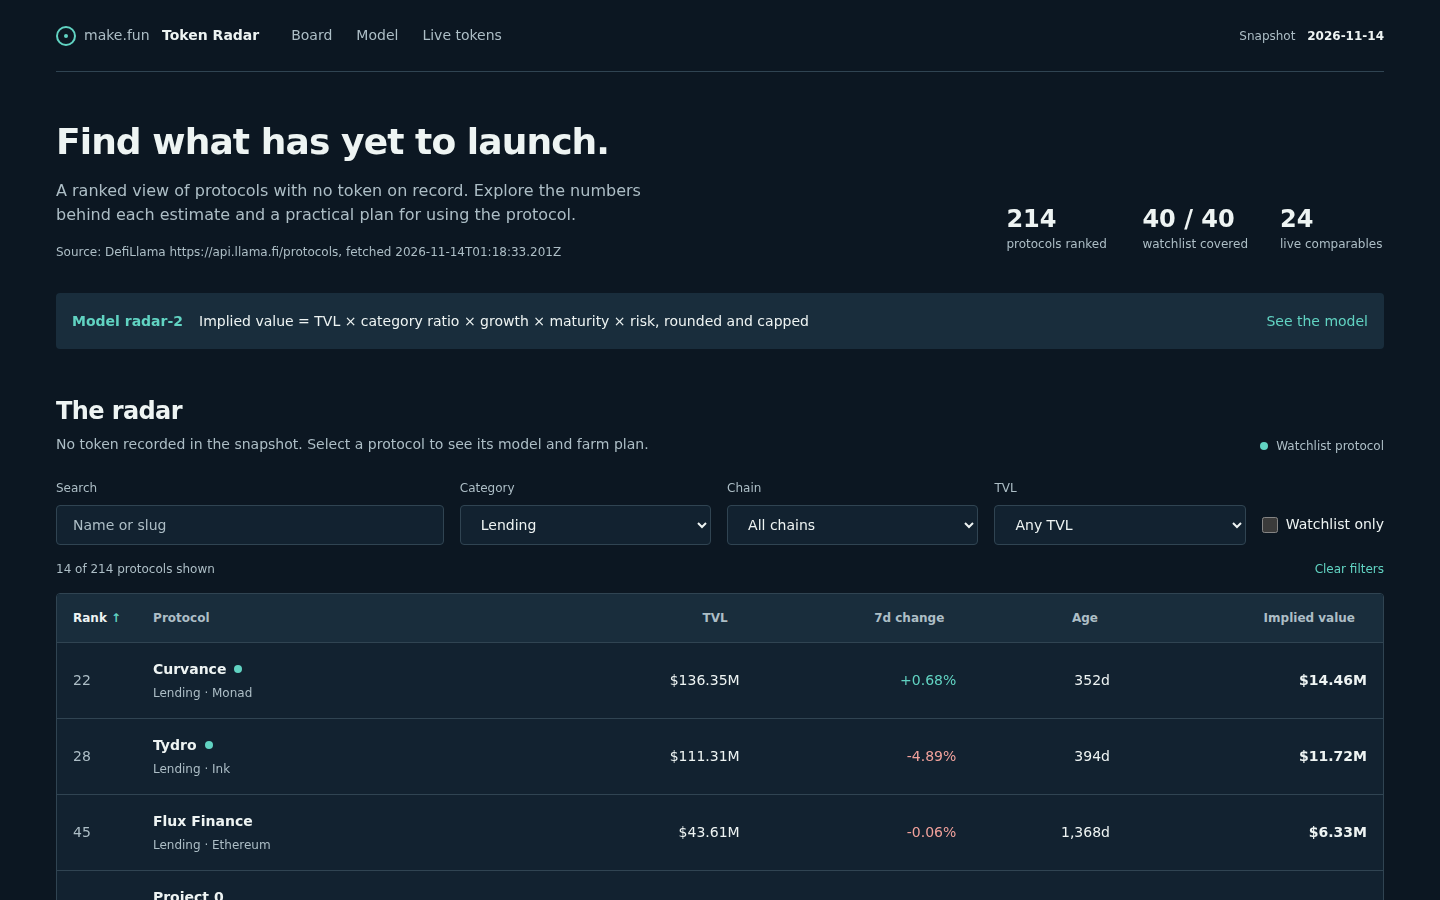 make.fun Token Radar Board Model Live tokens Snapshot 2026-11-14
Find what has yet to launch.
A ranked view of protocols with no token on record. Explore the numbers
behind each estimate and a practical plan for using the protocol.
Source: DefiLlama https://api.llama.fi/protocols, fetched 2026-11-14T01:18:33.201Z
214 40 / 40 24
protocols ranked watchlist covered live comparables
Model radar-2 Implied value = TVL × category ratio × growth × maturity × risk, rounded and capped See the model
The radar
No token recorded in the snapshot. Select a protocol to see its model and farm plan. Watchlist protocol
Search Category Chain TVL
Name or slug Lending All chains Any TVL Watchlist only
14 of 214 protocols shown Clear filters
Rank ↑ Protocol TVL 7d change Age Implied value
Curvance
22 $136.35M +0.68% 352d $14.46M
Lending · Monad
Tydro
28 $111.31M -4.89% 394d $11.72M
Lending · Ink
Flux Finance
45 $43.61M -0.06% 1,368d $6.33M
Lending · Ethereum
Project 0